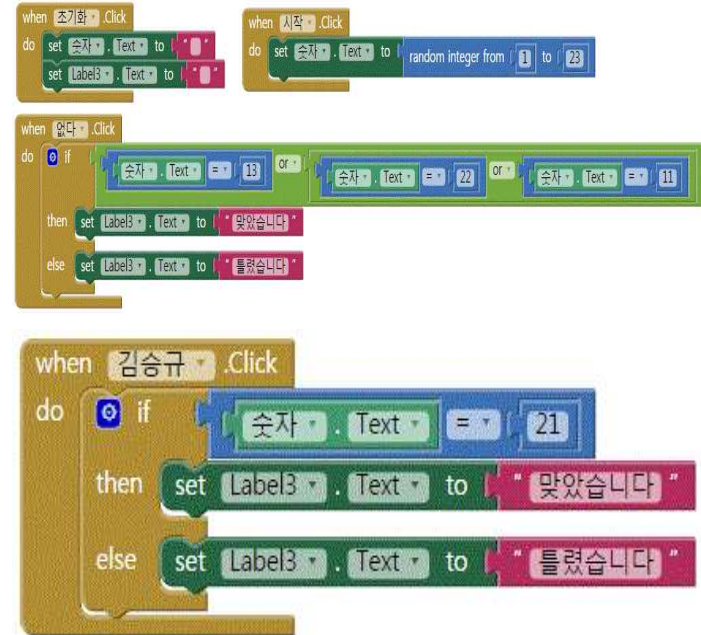 when 초기화 .Click
do set 숫자 . Text to " "
set Label3 . Text to " "
when 시작 .Click
do set 숫자 . Text to random integer from 1 to 23
when 없다 .Click
do if 숫자 . Text = 13 or 숫자 . Text = 22 or 숫자 . Text = 11
then set Label3 . Text to " 맞았습니다 "
else set Label3 . Text to " 틀렸습니다 "
when 김승규 .Click
do if 숫자 . Text = 21
then set Label3 . Text to " 맞았습니다 "
else set Label3 . Text to " 틀렸습니다 "